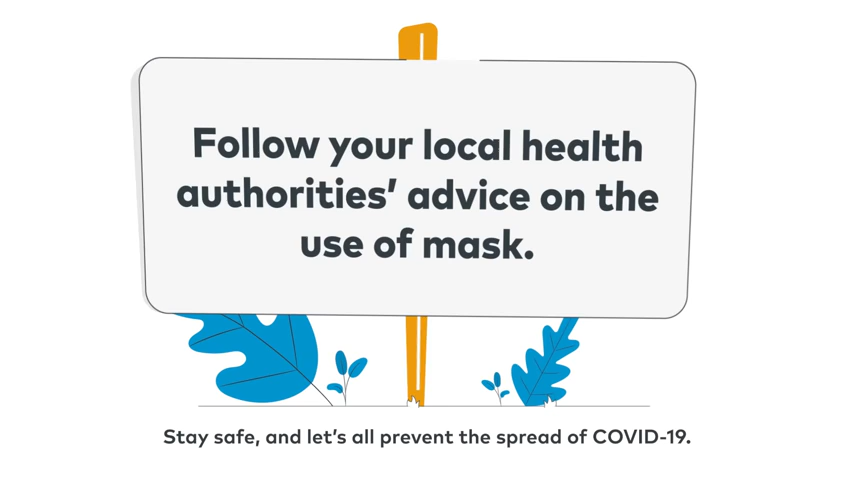 Follow your local health
authorities’ advice on the
use of mask.
Stay safe, and let’s all prevent the spread of COVID-19.